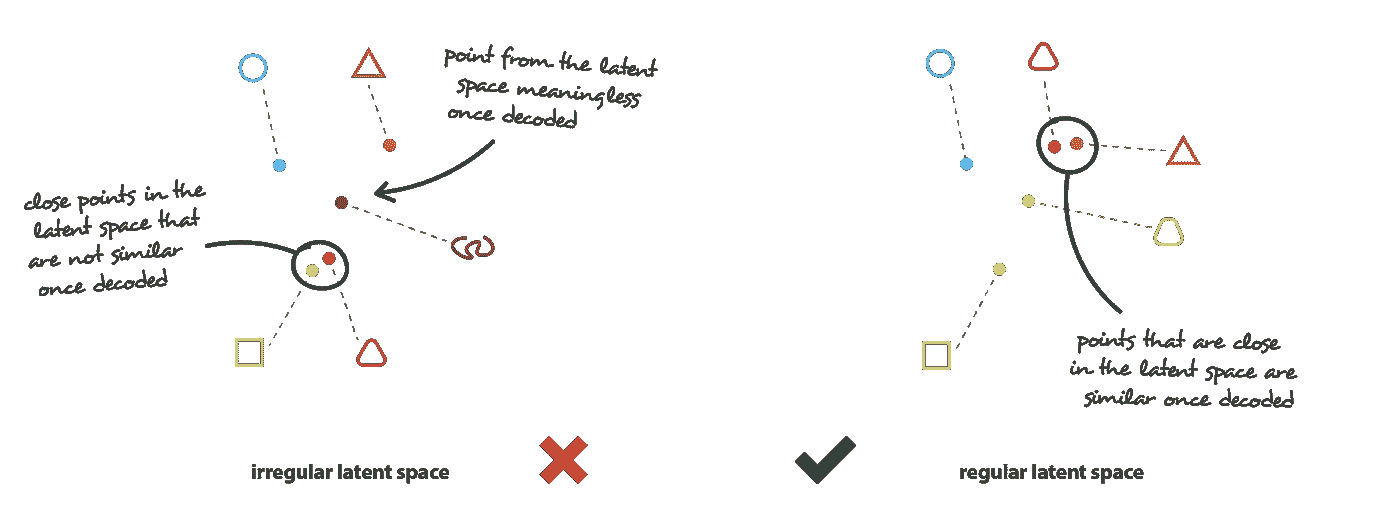 point from the latent
space meaningless
once decoded
close points in the
latent space that
are not similar
once decoded
irregular latent space
points that are close
in the latent space are
similar once decoded
regular latent space